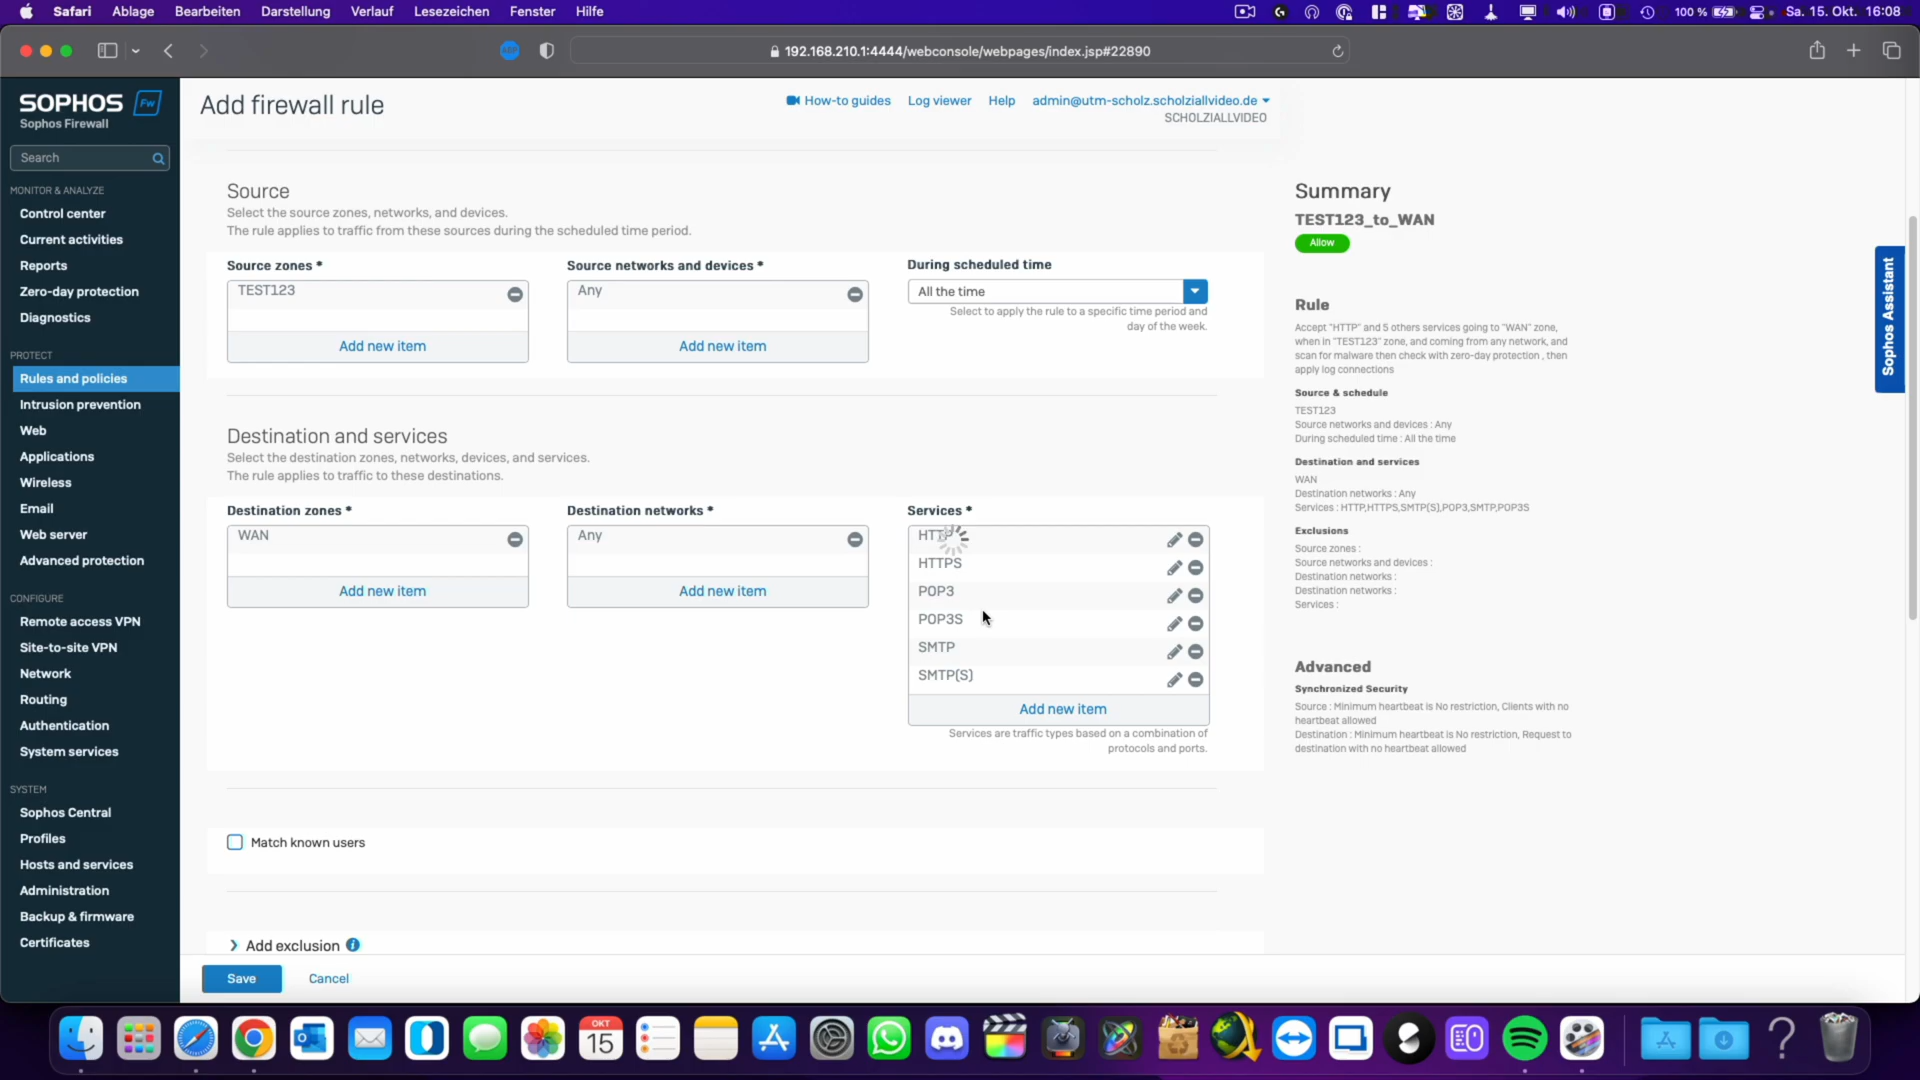 Safari Ablage Bearbeiten Darstellung Verlauf Lesezeichen Fenster Hilfe 100 % Sa. 15. Okt. 16:08
192.168.210.1:4444/webconsole/webpages/index.jsp#22890
SOPHOS Fw
Sophos Firewall
Search
MONITOR & ANALYZE
Control center
Current activities
Reports
Zero-day protection
Diagnostics
PROTECT
Rules and policies
Intrusion prevention
Web
Applications
Wireless
Email
Web server
Advanced protection
CONFIGURE
Remote access VPN
Site-to-site VPN
Network
Routing
Authentication
System services
SYSTEM
Sophos Central
Profiles
Hosts and services
Administration
Backup & firmware
Certificates
Add firewall rule
How-to guides Log viewer Help admin@utm-scholz.scholziallvideo.de
SCHOLZIALLVIDEO
Source
Select the source zones, networks, and devices.
The rule applies to traffic from these sources during the scheduled time period.
Source zones * Source networks and devices * During scheduled time
TEST123 Any All the time
Select to apply the rule to a specific time period and
day of the week.
Add new item Add new item
Destination and services
Select the destination zones, networks, devices, and services.
The rule applies to traffic to these destinations.
Destination zones * Destination networks * Services *
WAN Any HTTP
HTTPS
POP3
Add new item Add new item
POP3S
SMTP
SMTP(S)
Add new item
Services are traffic types based on a combination of
protocols and ports.
Match known users
Add exclusion
Save Cancel
Summary
TEST123_to_WAN
Allow
Rule
Accept "HTTP" and 5 others services going to "WAN" zone,
when in "TEST123" zone, and coming from any network, and
scan for malware then check with zero-day protection , then
apply log connections
Source & schedule
TEST123
Source networks and devices : Any
During scheduled time : All the time
Destination and services
WAN
Destination networks : Any
Services : HTTP,HTTPS,SMTP(S),POP3,SMTP,POP3S
Exclusions
Source zones :
Source networks and devices :
Destination networks :
Destination networks :
Services :
Advanced
Synchronized Security
Source : Minimum heartbeat is No restriction, Clients with no
heartbeat allowed
Destination : Minimum heartbeat is No restriction, Request to
destination with no heartbeat allowed
Sophos Assistant
OKT
15